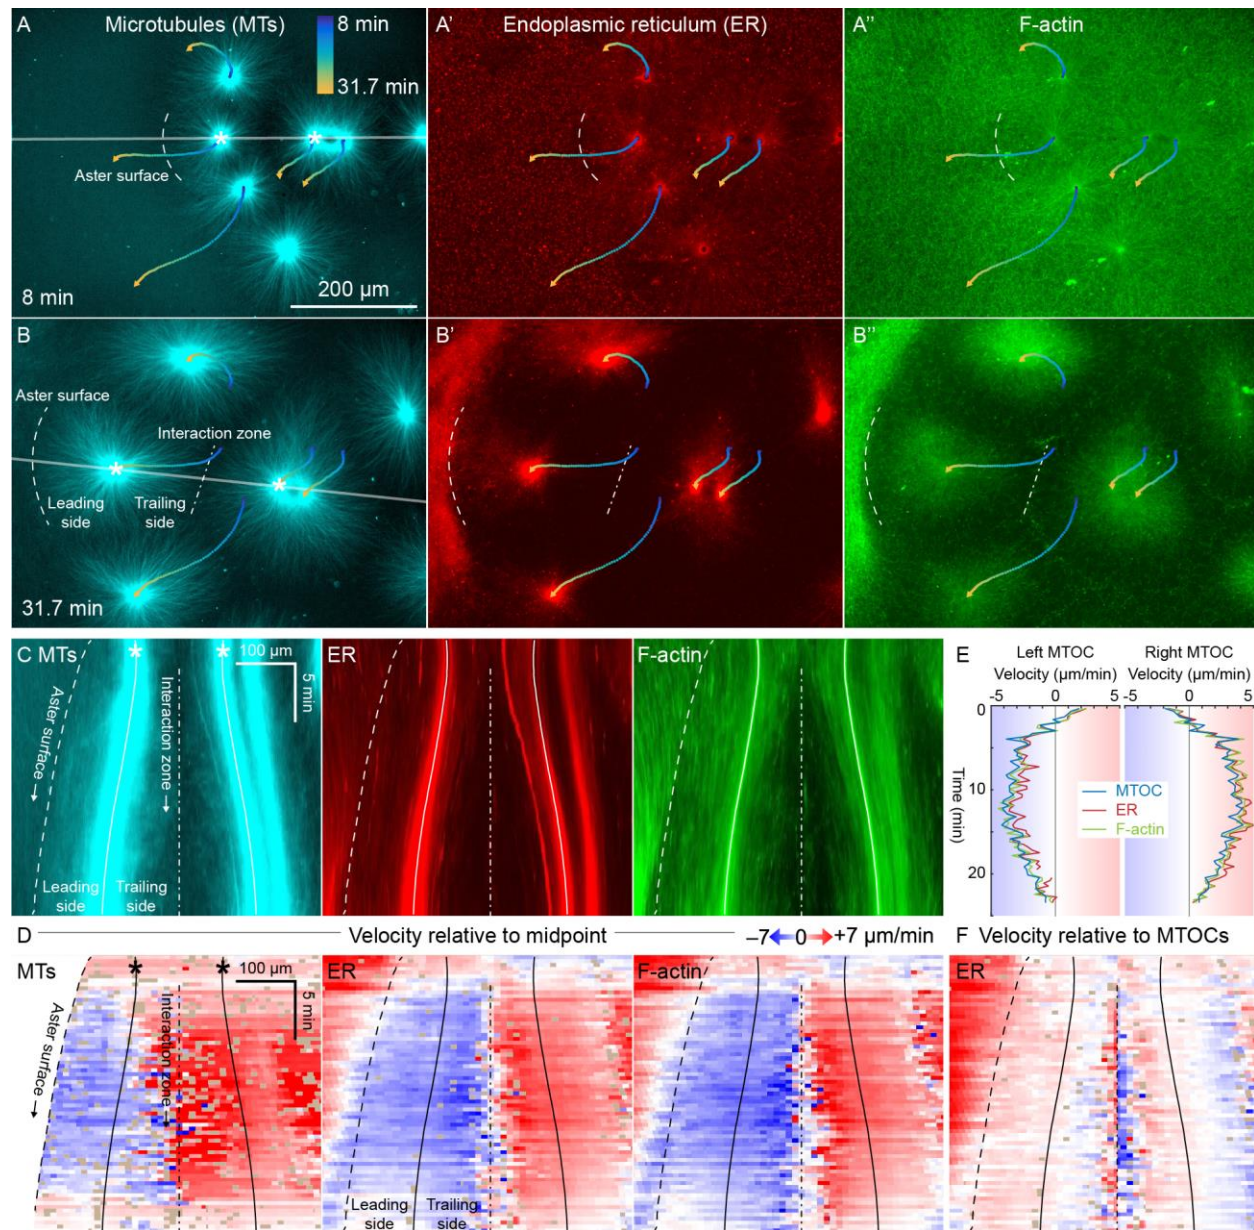 A Microtubules (MTs)
8 min
31.7 min
Aster surface
8 min
200 µm
A' Endoplasmic reticulum (ER)
A'' F-actin
B
Aster surface
Interaction zone
Leading
side
Trailing
side
31.7 min
B'
B''
C MTs
100 µm
5 min
Aster surface
Interaction zone
Leading
side
Trailing
side
ER
F-actin
E Left MTOC Right MTOC
Velocity (µm/min) Velocity (µm/min)
-5 0 5 -5 0 5
0
10
20
Time (min)
MTOC
ER
F-actin
D Velocity relative to midpoint –7 0 +7 µm/min
MTs
100 µm
5 min
Aster surface
Interaction zone
ER
Leading
side
Trailing
side
F-actin
F Velocity relative to MTOCs
ER